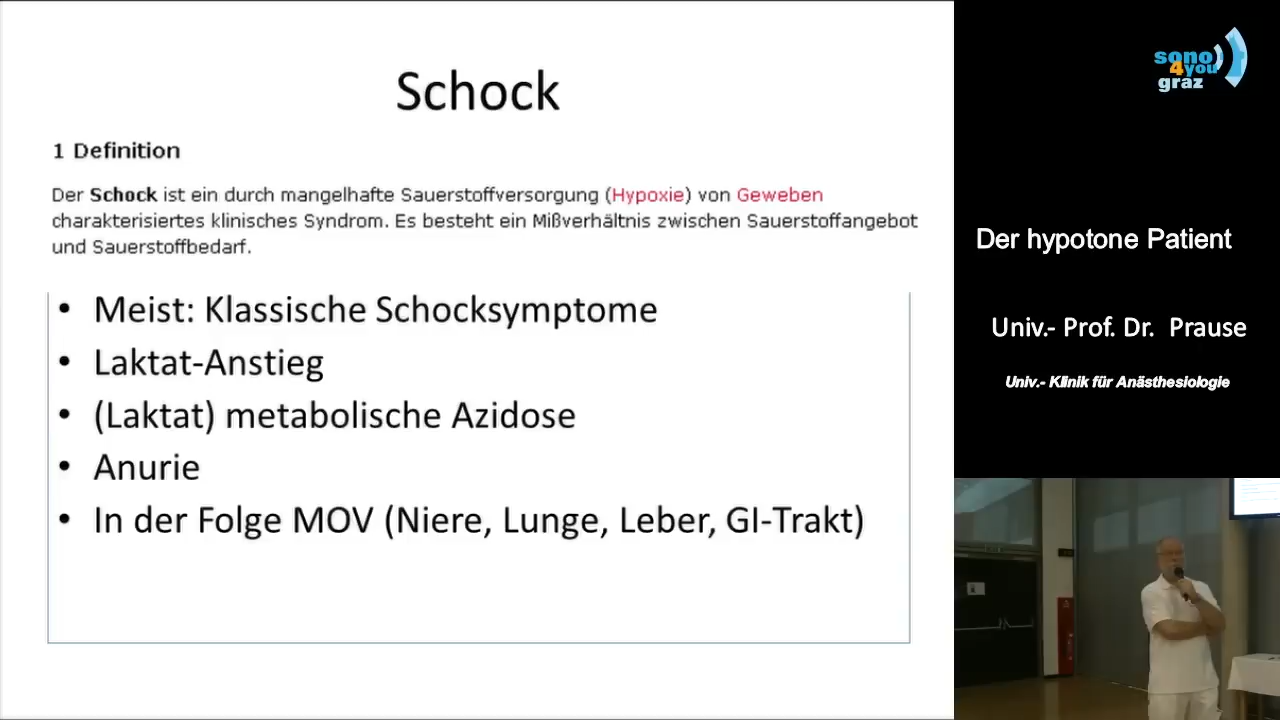 Schock
1 Definition
Der Schock ist ein durch mangelhafte Sauerstoffversorgung (Hypoxie) von Geweben
charakterisiertes klinisches Syndrom. Es besteht ein Mißverhältnis zwischen Sauerstoffangebot
und Sauerstoffbedarf.
• Meist: Klassische Schocksymptome
• Laktat-Anstieg
• (Laktat) metabolische Azidose
• Anurie
• In der Folge MOV (Niere, Lunge, Leber, GI-Trakt)
sono
4you
graz
Der hypotone Patient
Univ.- Prof. Dr. Prause
Univ.- Klinik für Anästhesiologie